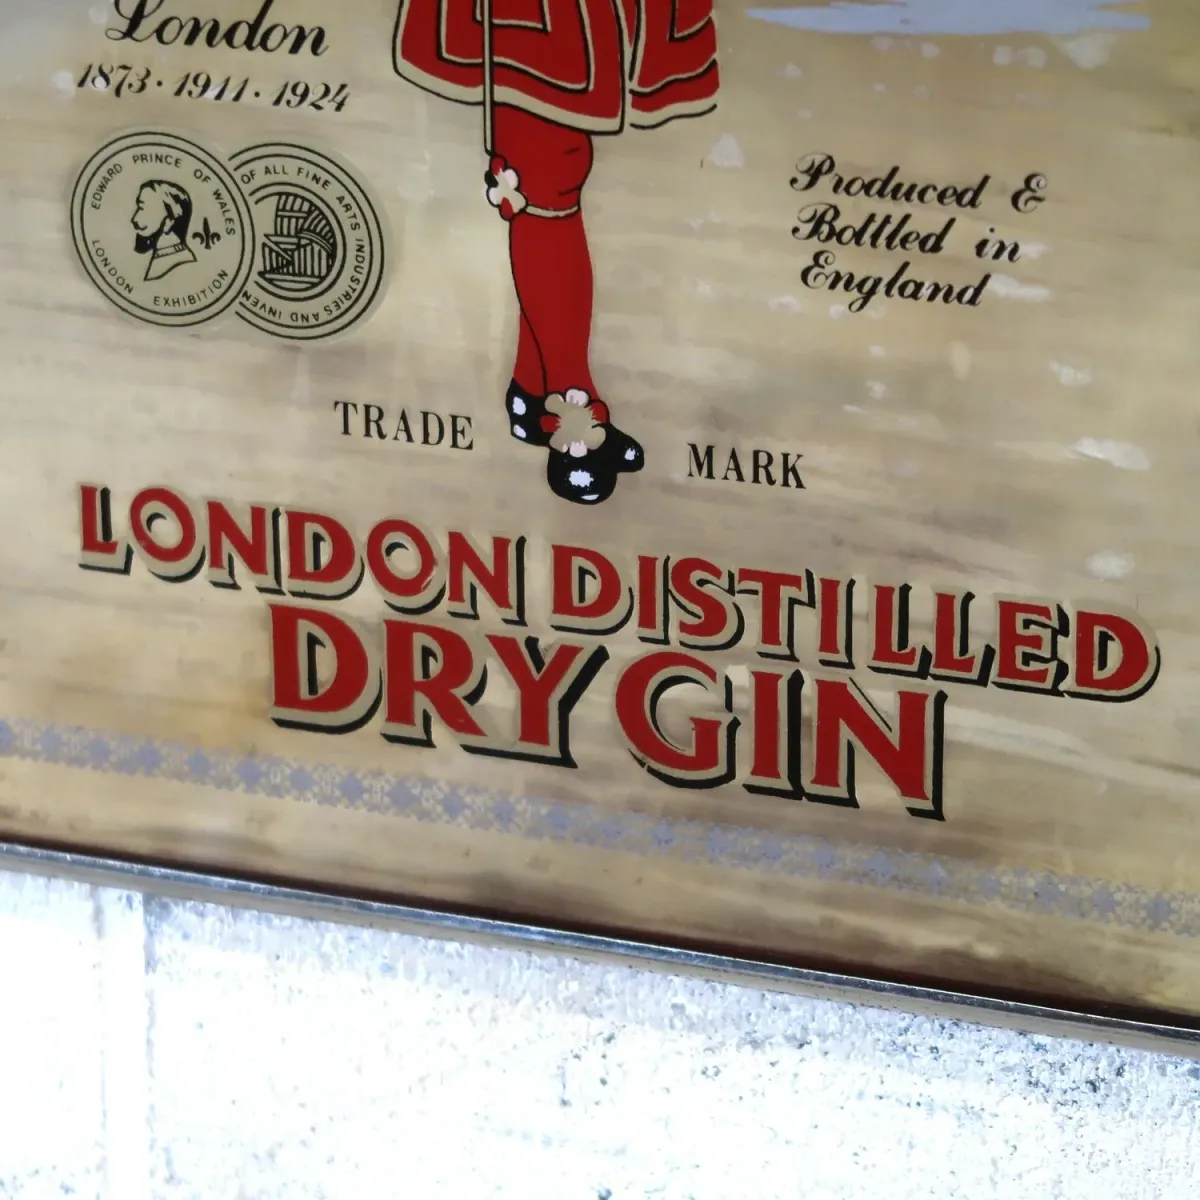 London
1873 · 1911 · 1924
EDWARD PRINCE OF WALES
LONDON EXHIBITION
OF ALL FINE ARTS INDUSTRIES AND INVEN
Produced &
Bottled in
England
TRADE MARK
LONDON DISTILLED
DRY GIN